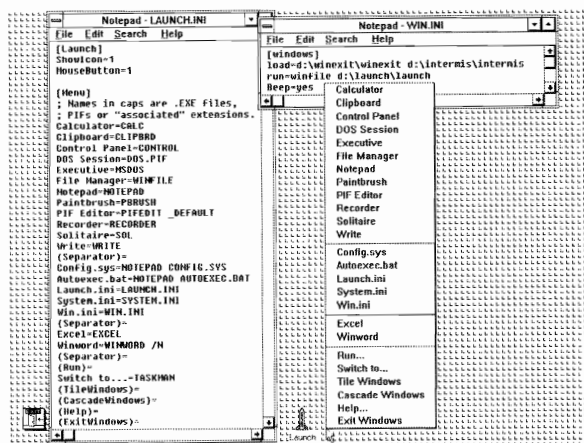 Notepad - LAUNCH.INI
File Edit Search Help
[Launch]
ShowIcon=1
MouseButton=1
[Menu]
; Names in caps are .EXE files,
; PIFs or "associated" extensions.
Calculator=CALC
Clipboard=CLIPBRD
Control Panel=CONTROL
DOS Session=DOS.PIF
Executive=MSDOS
File Manager=WINFILE
Notepad=NOTEPAD
Paintbrush=PBRUSH
PIF Editor=PIFEDIT _DEFAULT
Recorder=RECORDER
Solitaire=SOL
Write=WRITE
(Separator)=
Config.sys=NOTEPAD CONFIG.SYS
Autoexec.bat=NOTEPAD AUTOEXEC.BAT
Launch.ini=LAUNCH.INI
System.ini=SYSTEM.INI
Win.ini=WIN.INI
(Separator)=
Excel=EXCEL
Winword=WINWORD /N
(Separator)=
(Run)=
Switch to...=TASKMAN
(TileWindows)=
(CascadeWindows)=
(Help)=
(ExitWindows)=
Notepad - WIN.INI
File Edit Search Help
[windows]
load=d:\winexit\winexit d:\intermis\intermis
run=winfile d:\launch\launch
Beep=yes
Calculator
Clipboard
Control Panel
DOS Session
Executive
File Manager
Notepad
Paintbrush
PIF Editor
Recorder
Solitaire
Write
Config.sys
Autoexec.bat
Launch.ini
System.ini
Win.ini
Excel
Winword
Run...
Switch to...
Tile Windows
Cascade Windows
Help...
Exit Windows
Launch